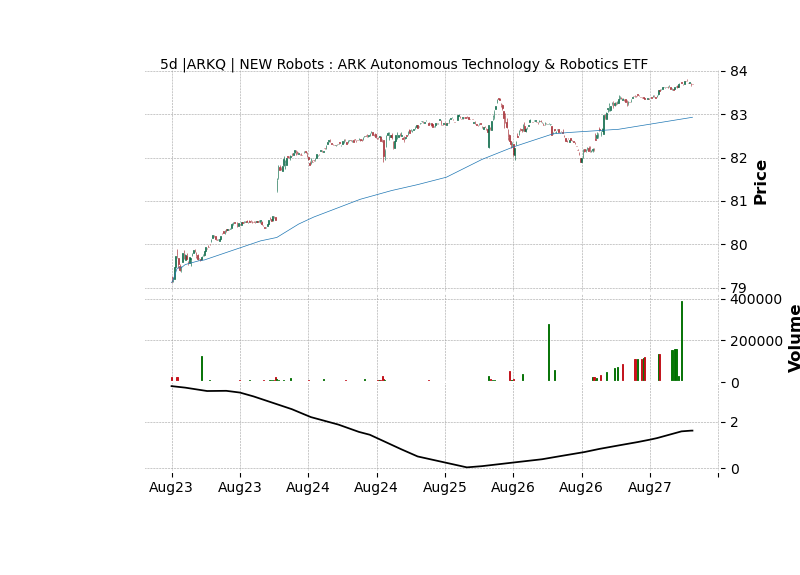 5d |ARKQ | NEW Robots : ARK Autonomous Technology & Robotics ETF
84
83
82
81
80
79
Price
400000
200000
0
Volume
2
0
Aug23 Aug23 Aug24 Aug24 Aug25 Aug26 Aug26 Aug27